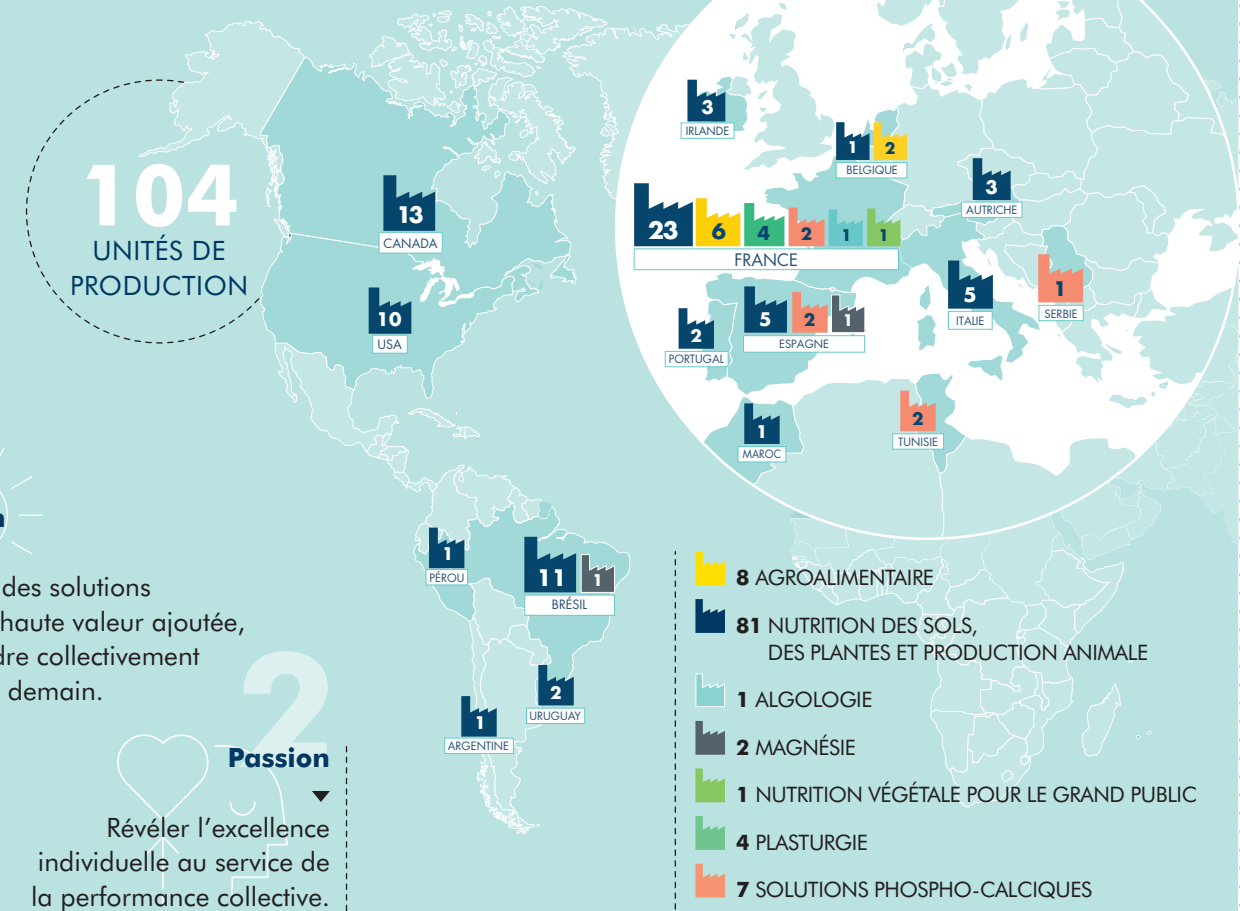 104
UNITÉS DE
PRODUCTION
13
CANADA
10
USA
3
IRLANDE
1 2
BELGIQUE
3
AUTRICHE
23 6 4 2 1 1
FRANCE
5
ITALIE
1
SERBIE
2
PORTUGAL
5 2 1
ESPAGNE
1
MAROC
2
TUNISIE
1
PÉROU
11 1
BRÉSIL
2
URUGUAY
1
ARGENTINE
des solutions
haute valeur ajoutée,
dre collectivement
demain.
2
Passion
Révéler l’excellence
individuelle au service de
la performance collective.
8 AGROALIMENTAIRE
81 NUTRITION DES SOLS,
DES PLANTES ET PRODUCTION ANIMALE
1 ALGOLOGIE
2 MAGNÉSIE
1 NUTRITION VÉGÉTALE POUR LE GRAND PUBLIC
4 PLASTURGIE
7 SOLUTIONS PHOSPHO-CALCIQUES